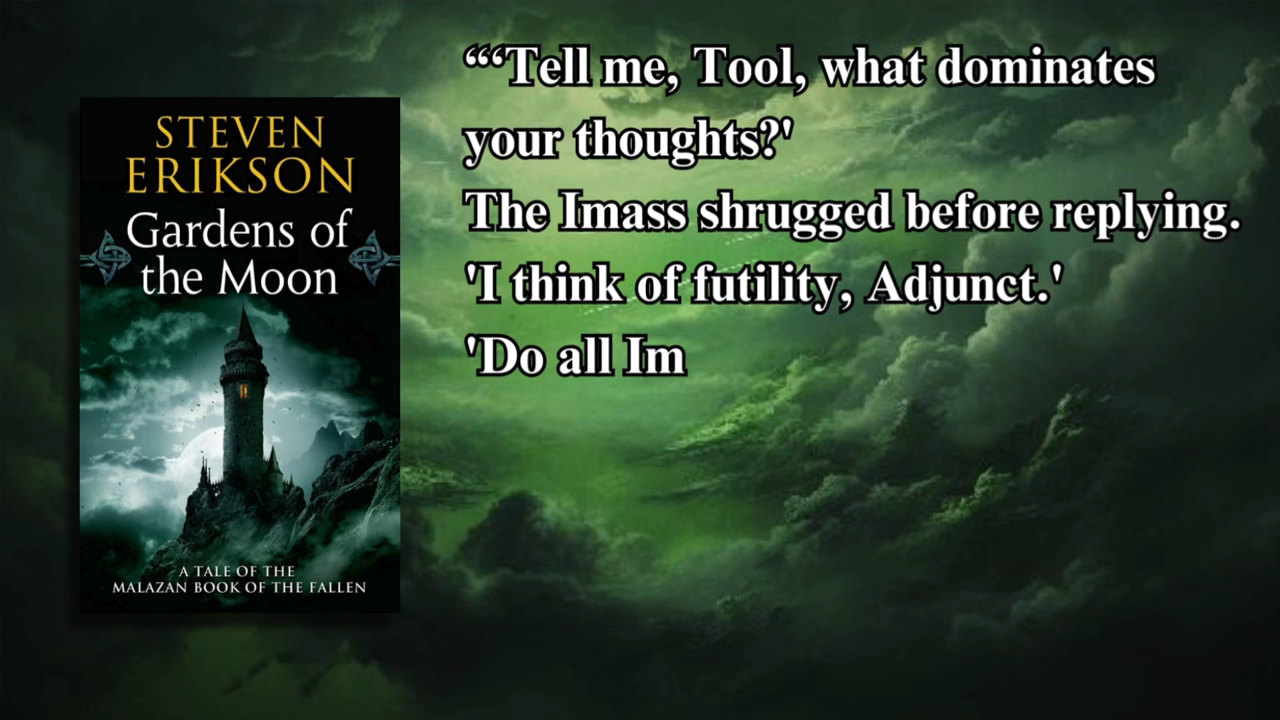 STEVEN
ERIKSON
Gardens of
the Moon
A TALE OF THE
MALAZAN BOOK OF THE FALLEN
“‘Tell me, Tool, what dominates
your thoughts?'
The Imass shrugged before replying.
'I think of futility, Adjunct.'
'Do all Im